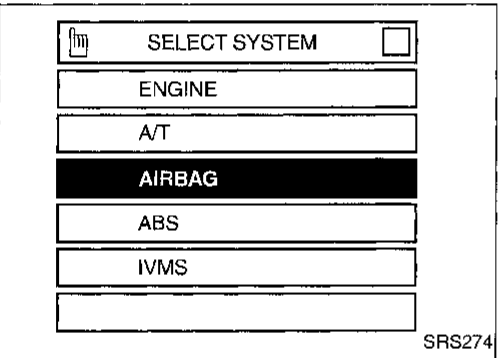 SELECT SYSTEM
ENGINE
A/T
AIRBAG
ABS
IVMS
SRS274